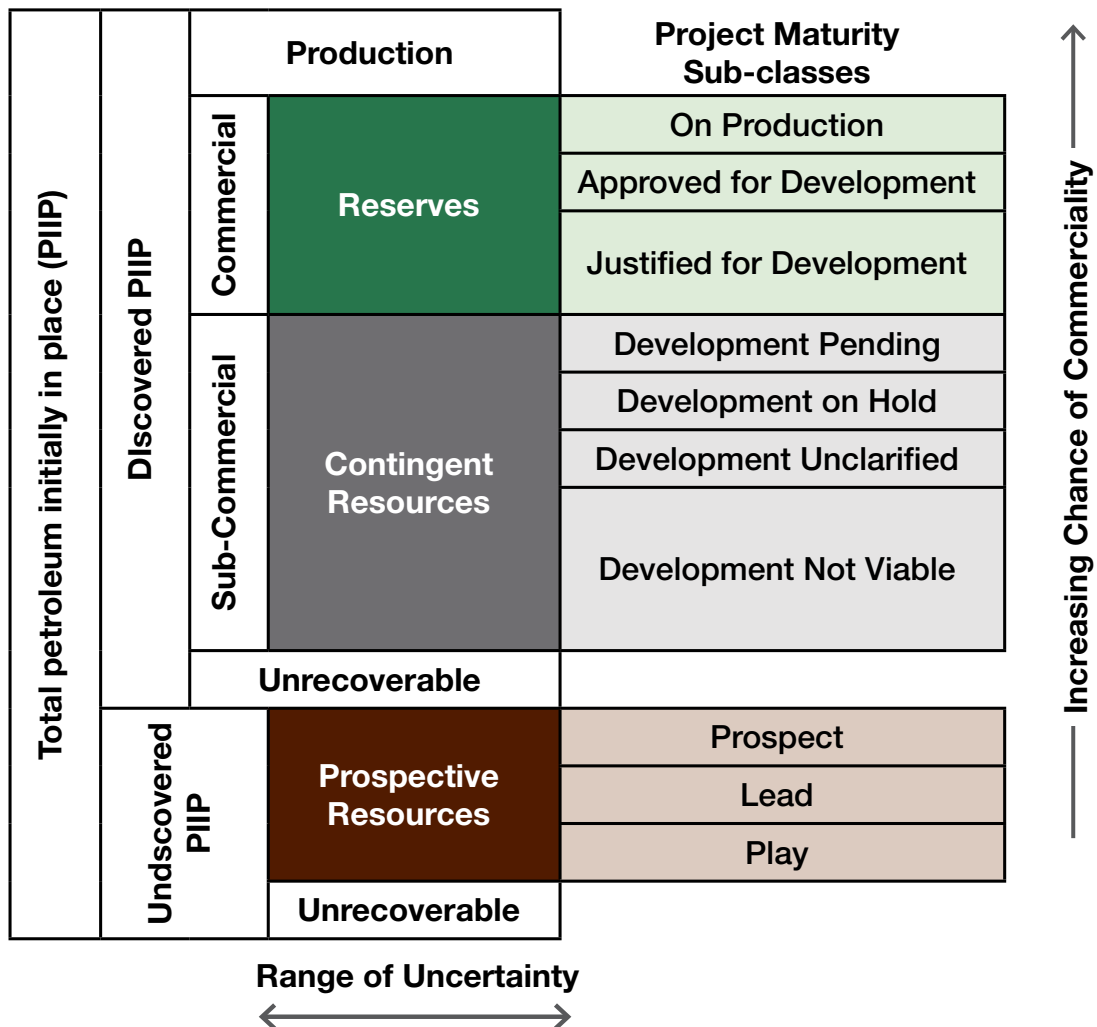 Total petroleum initially in place (PIIP)
DIscovered PIIP
Production
Project Maturity
Sub-classes
Commercial
Reserves
On Production
Approved for Development
Justified for Development
Sub-Commercial
Contingent
Resources
Development Pending
Development on Hold
Development Unclarified
Development Not Viable
Unrecoverable
Undscovered
PIIP
Prospective
Resources
Prospect
Lead
Play
Unrecoverable
Range of Uncertainty
Increasing Chance of Commerciality